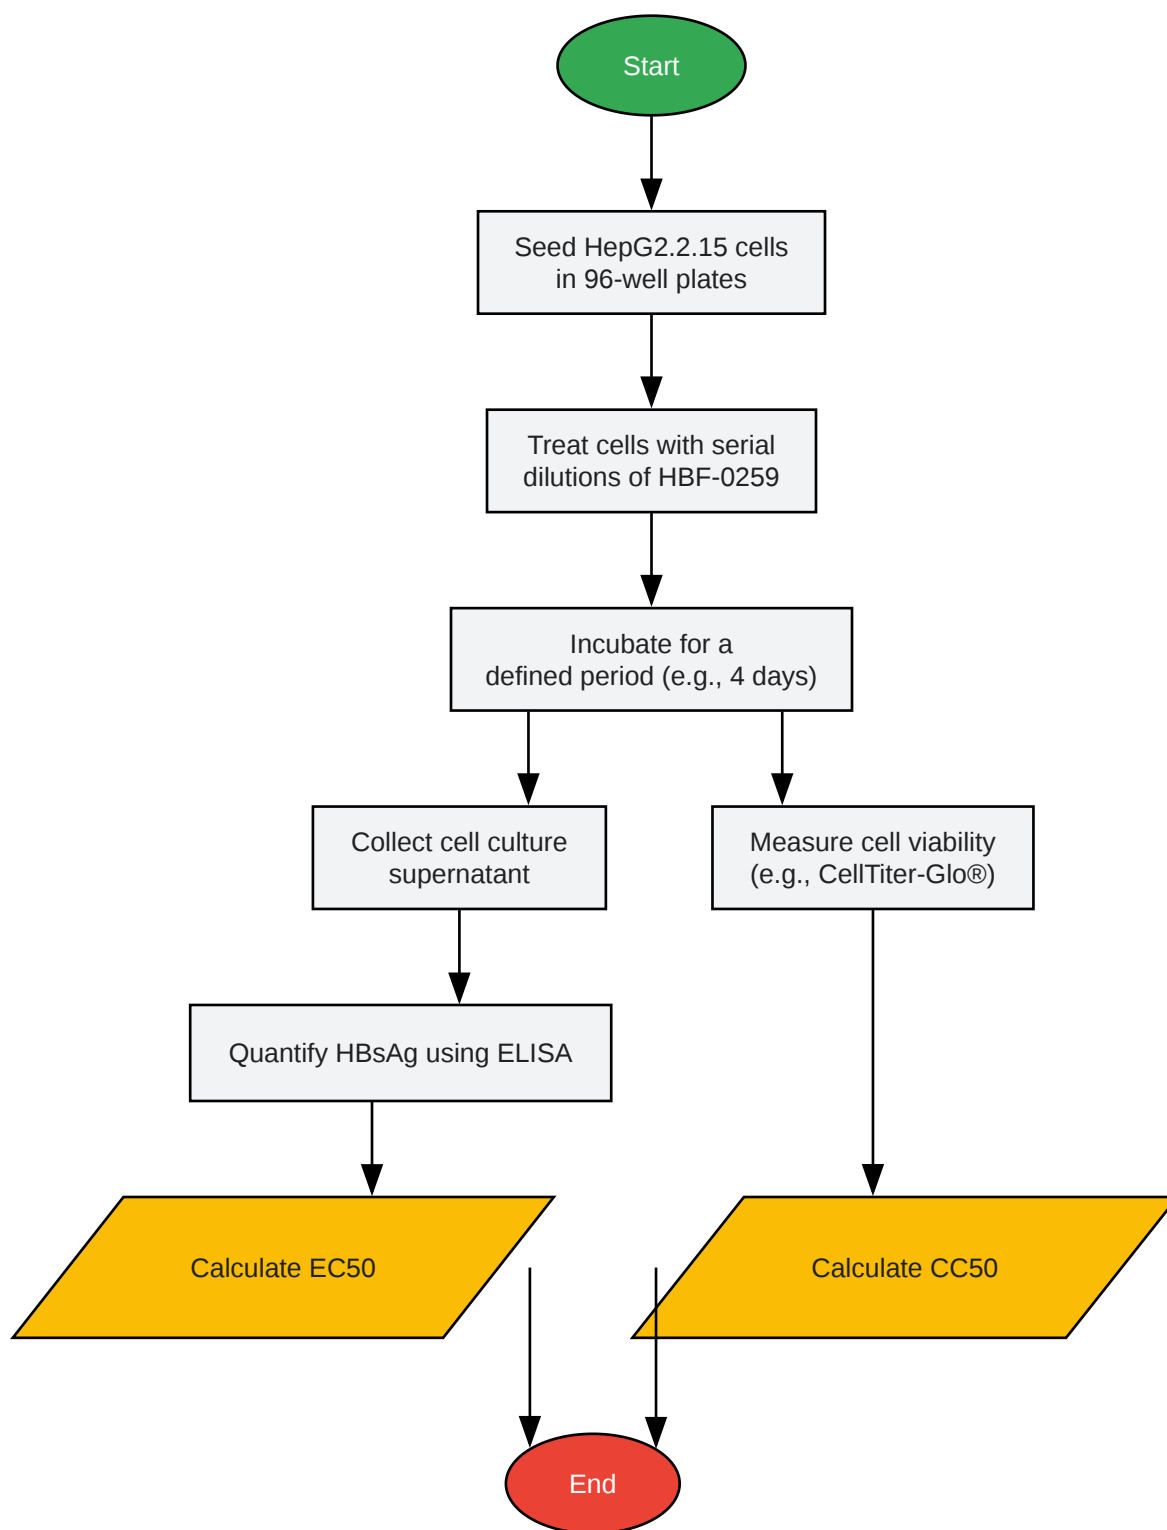 Start
Seed HepG2.2.15 cells
in 96-well plates
Treat cells with serial
dilutions of HBF-0259
Incubate for a
defined period (e.g., 4 days)
Collect cell culture
supernatant
Measure cell viability
(e.g., CellTiter-Glo®)
Quantify HBsAg using ELISA
Calculate EC50
Calculate CC50
End